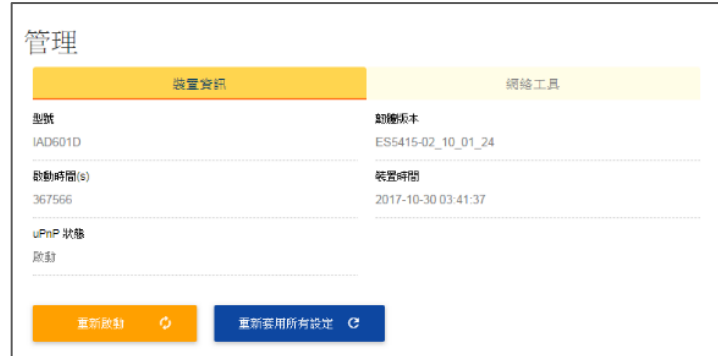 管理
裝置資訊
網絡工具
型號
韌體版本
IAD601D
ES5415-02_10_01_24
啟動時間(s)
裝置時間
367566
2017-10-30 03:41:37
uPnP 狀態
啟動
重新啟動
重新套用所有設定